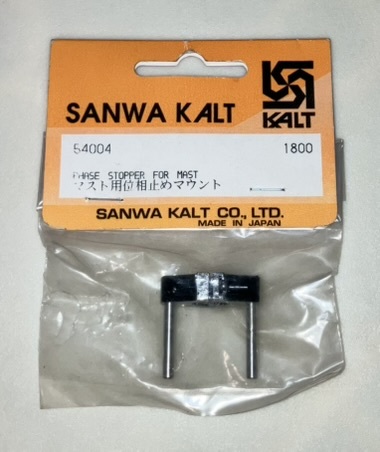 SANWA KALT
KALT
54004 1800
PHASE STOPPER FOR MAST
マスト用位相止めマウント
SANWA KALT CO., LTD.
MADE IN JAPAN